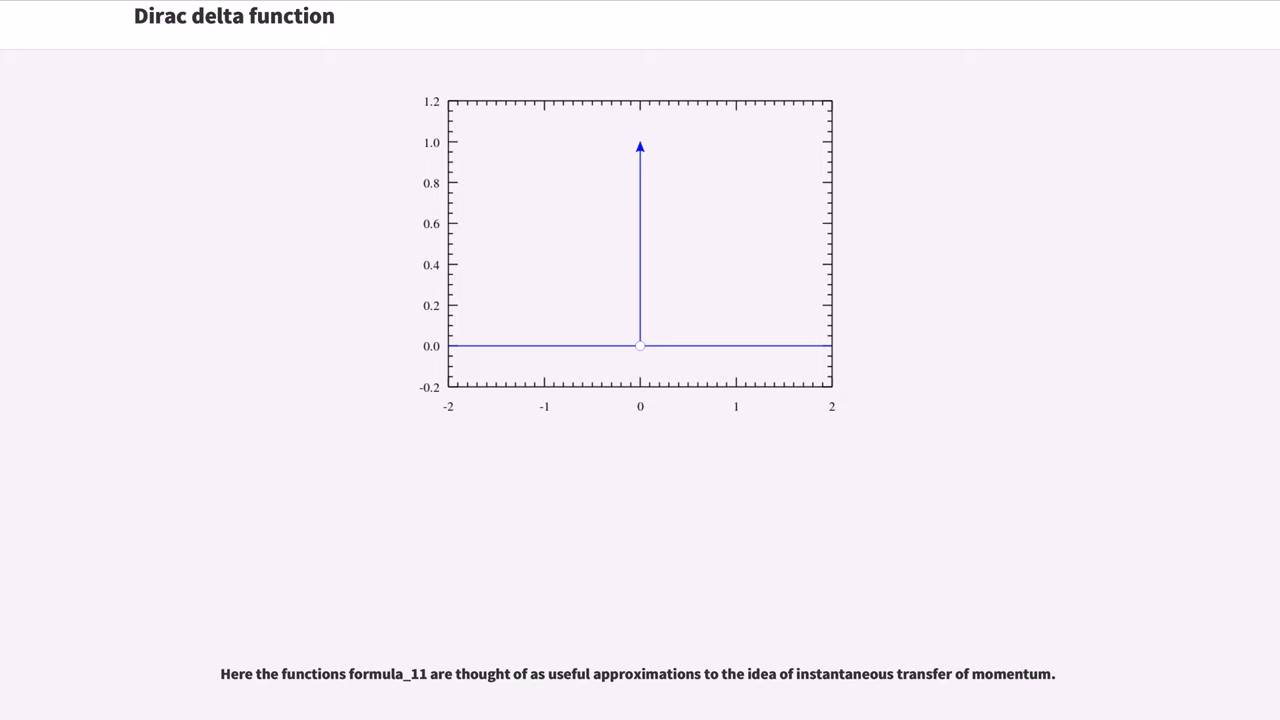 Dirac delta function
1.2
1.0
0.8
0.6
0.4
0.2
0.0
-0.2
-2 -1 0 1 2
Here the functions formula_11 are thought of as useful approximations to the idea of instantaneous transfer of momentum.